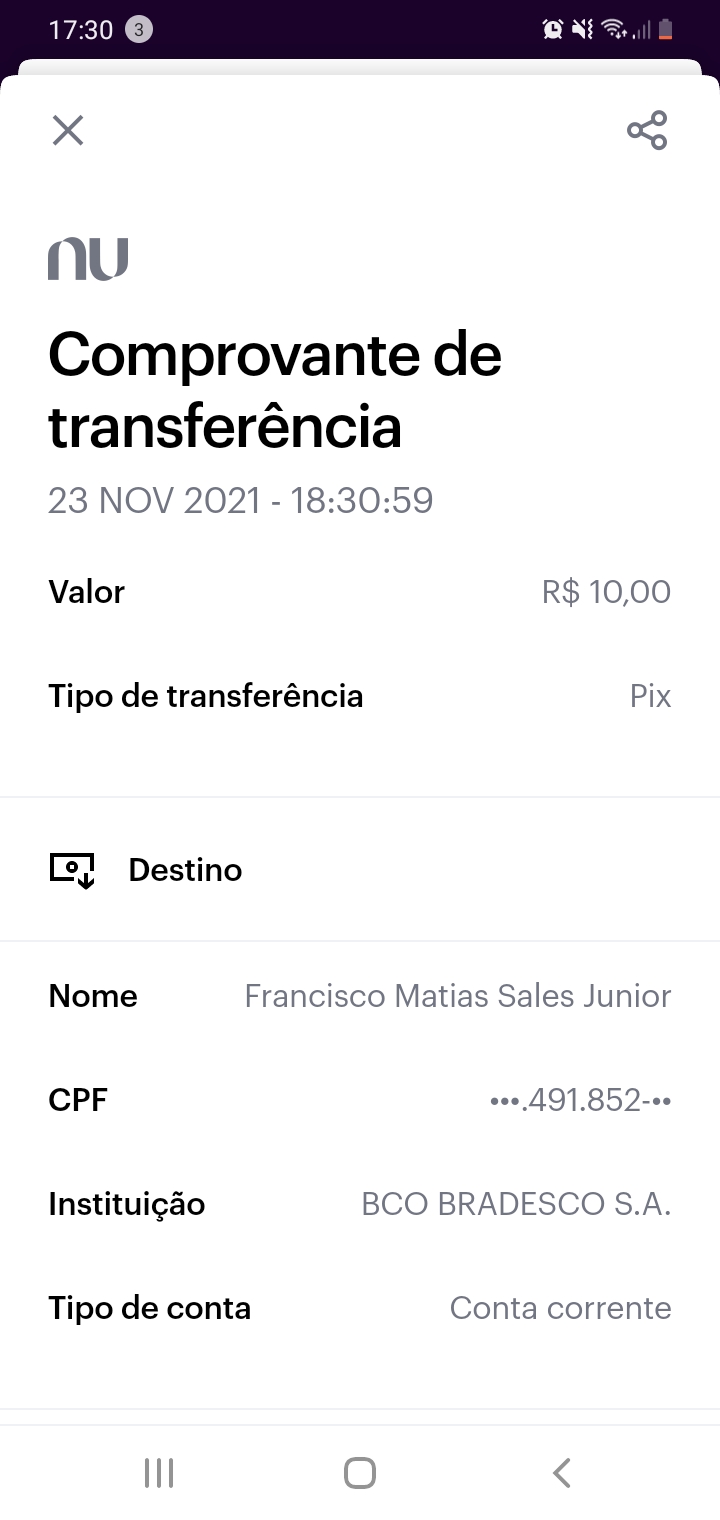 17:30 3
nu
Comprovante de
transferência
23 NOV 2021 - 18:30:59
Valor R$ 10,00
Tipo de transferência Pix
Destino
Nome Francisco Matias Sales Junior
CPF •••.491.852-••
Instituição BCO BRADESCO S.A.
Tipo de conta Conta corrente